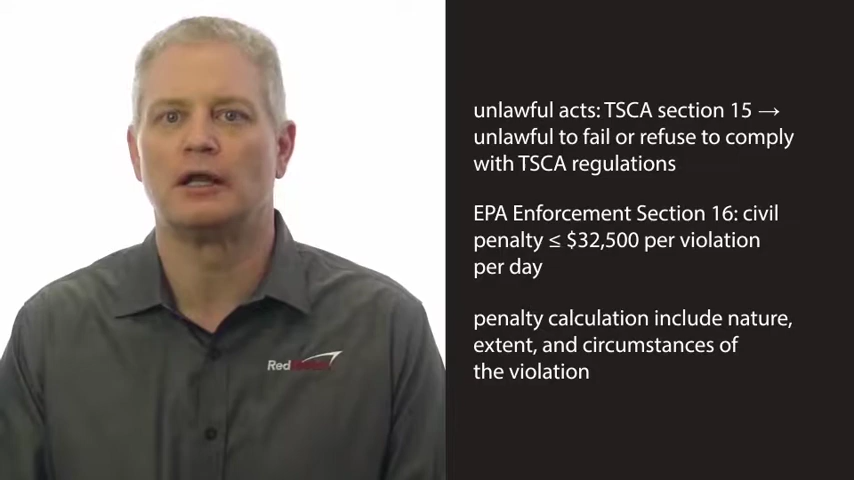 unlawful acts: TSCA section 15 →
unlawful to fail or refuse to comply
with TSCA regulations
EPA Enforcement Section 16: civil
penalty ≤ $32,500 per violation
per day
penalty calculation include nature,
extent, and circumstances of
the violation
Red